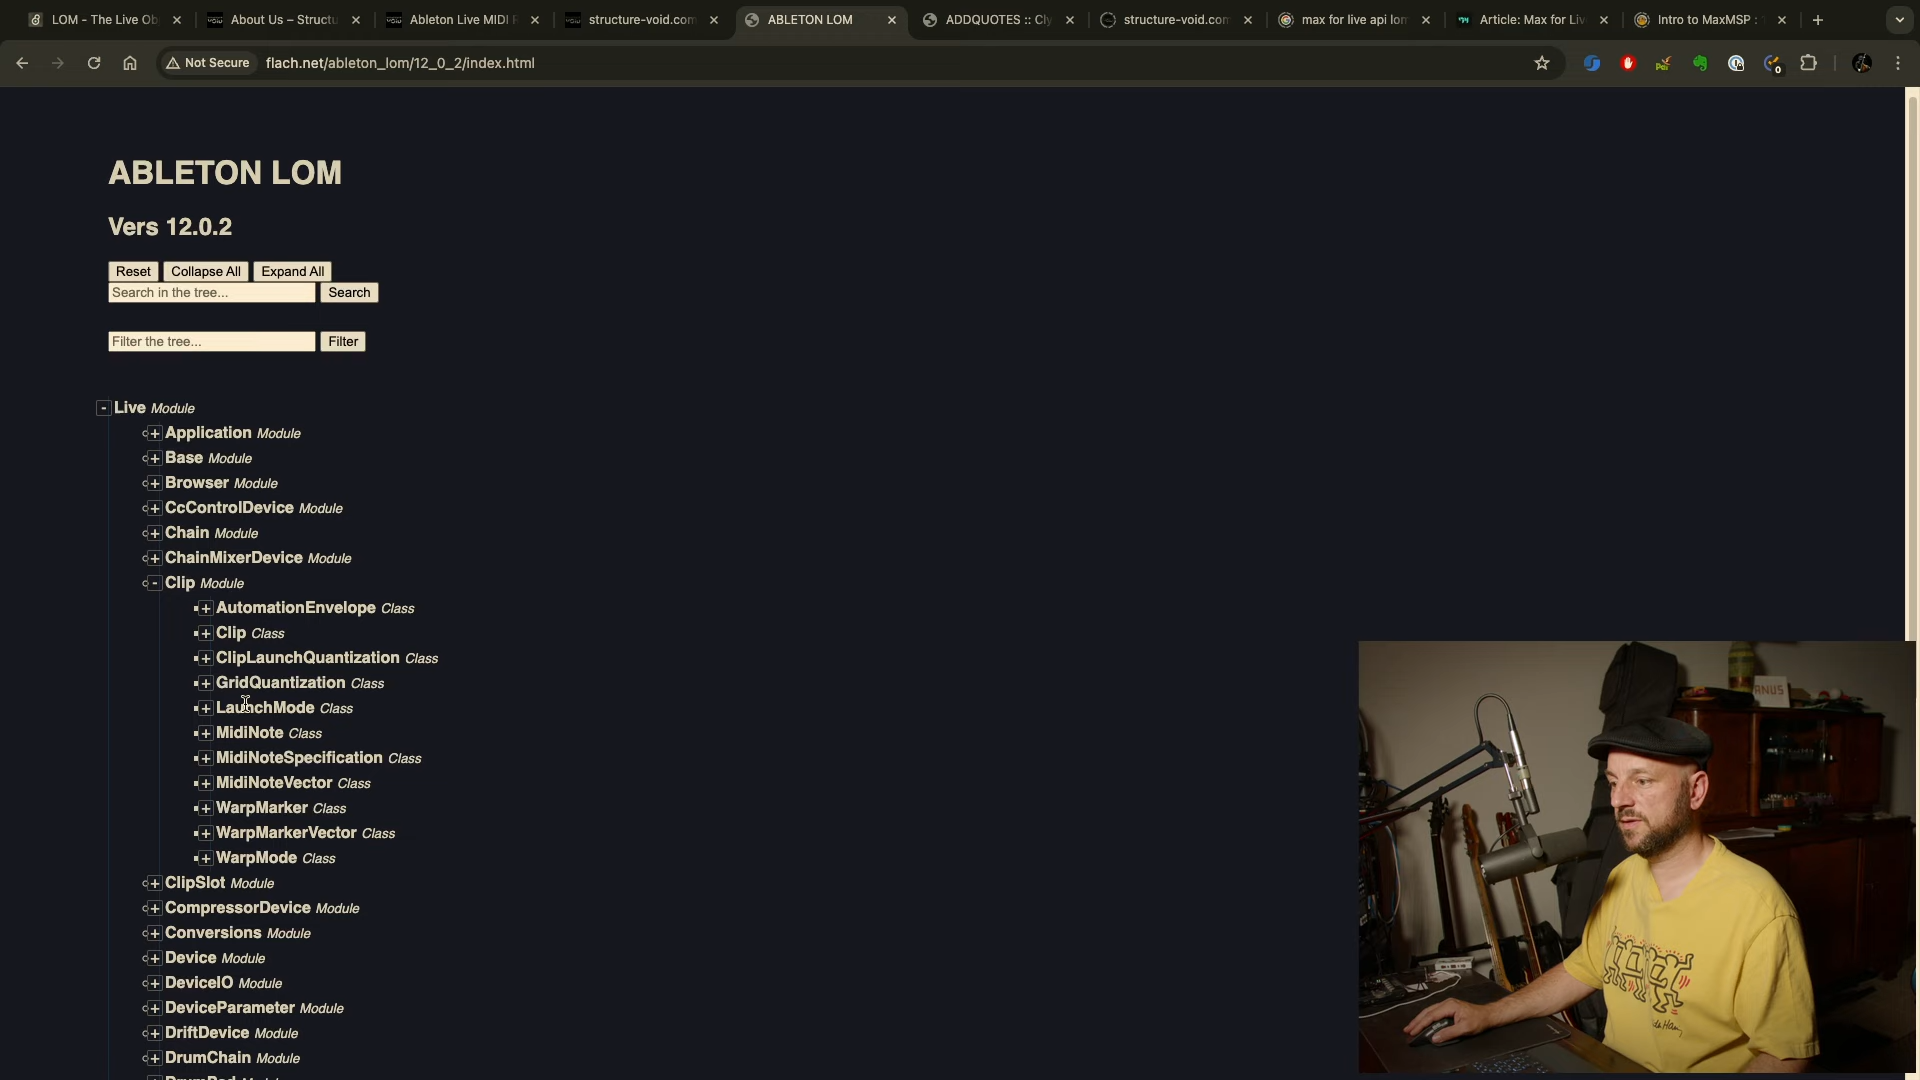 LOM - The Live Ob
About Us – Structu
Ableton Live MIDI R
structure-void.com
ABLETON LOM
ADDQUOTES :: Cly
structure-void.com
max for live api lom
Article: Max for Liv
Intro to MaxMSP :
Not Secure
flach.net/ableton_lom/12_0_2/index.html
0
ABLETON LOM
Vers 12.0.2
Reset Collapse All Expand All
Search in the tree... Search
Filter the tree... Filter
- Live Module
+ Application Module
+ Base Module
+ Browser Module
+ CcControlDevice Module
+ Chain Module
+ ChainMixerDevice Module
- Clip Module
+ AutomationEnvelope Class
+ Clip Class
+ ClipLaunchQuantization Class
+ GridQuantization Class
+ LaunchMode Class
+ MidiNote Class
+ MidiNoteSpecification Class
+ MidiNoteVector Class
+ WarpMarker Class
+ WarpMarkerVector Class
+ WarpMode Class
+ ClipSlot Module
+ CompressorDevice Module
+ Conversions Module
+ Device Module
+ DeviceIO Module
+ DeviceParameter Module
+ DriftDevice Module
+ DrumChain Module